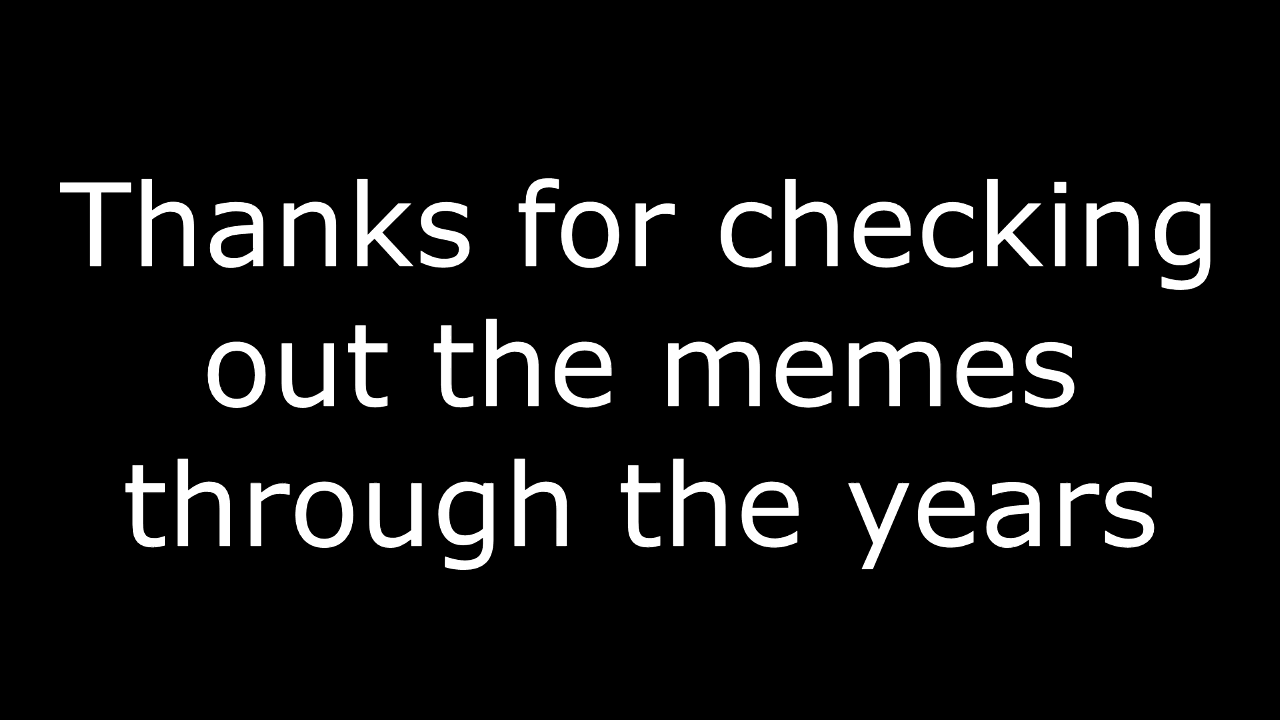 Thanks for checking
out the memes
through the years